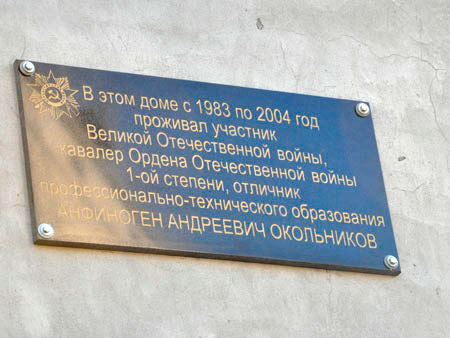 В этом доме с 1983 по 2004 год
проживал участник
Великой Отечественной войны,
кавалер Ордена Отечественной войны
1-ой степени, отличник
профессионально-технического образования
АНФИНОГЕН АНДРЕЕВИЧ ОКОЛЬНИКОВ